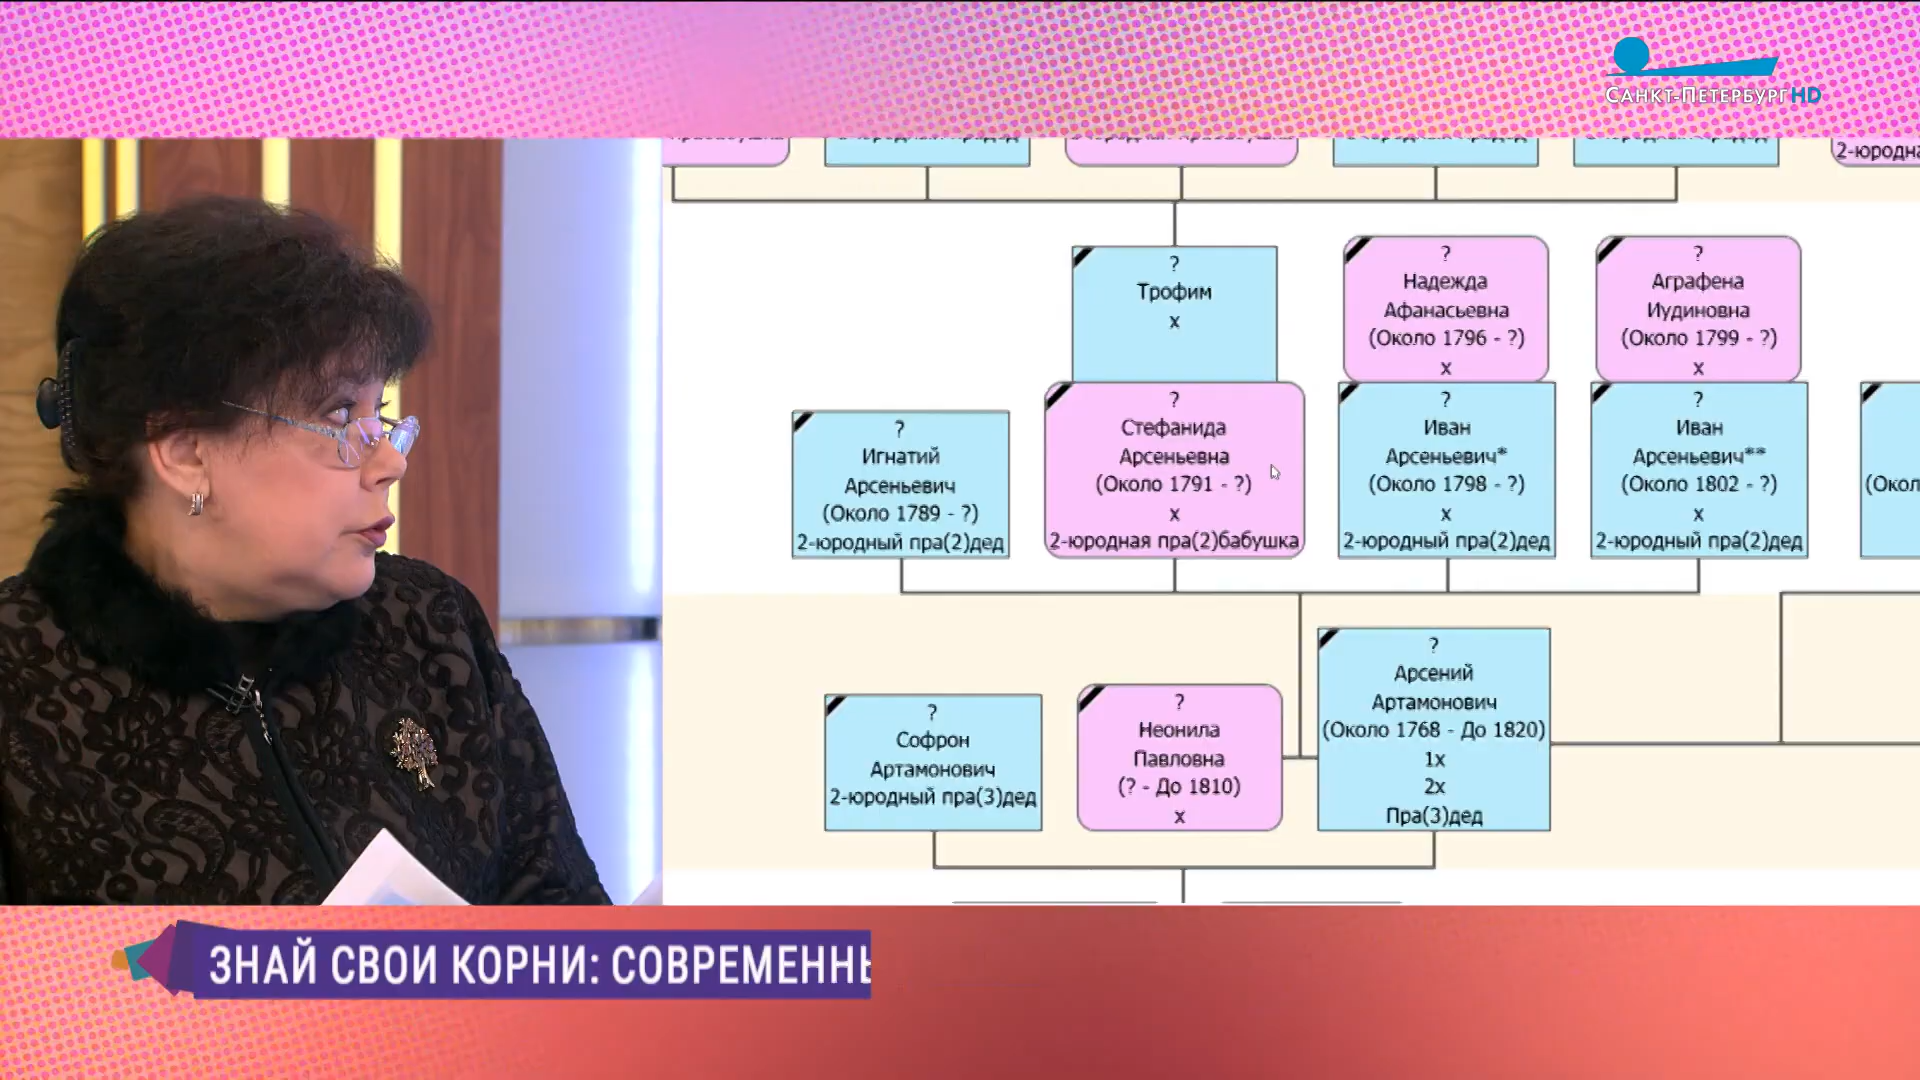 САНКТ-ПЕТЕРБУРГ HD
2-юродна
?
Трофим
x
?
Надежда
Афанасьевна
(Около 1796 - ?)
x
?
Аграфена
Иудиновна
(Около 1799 - ?)
x
?
Игнатий
Арсеньевич
(Около 1789 - ?)
2-юродный пра(2)дед
?
Стефанида
Арсеньевна
(Около 1791 - ?)
x
2-юродная пра(2)бабушка
?
Иван
Арсеньевич*
(Около 1798 - ?)
x
2-юродный пра(2)дед
?
Иван
Арсеньевич**
(Около 1802 - ?)
x
2-юродный пра(2)дед
(Окол
?
Софрон
Артамонович
2-юродный пра(3)дед
?
Неонила
Павловна
(? - До 1810)
x
?
Арсений
Артамонович
(Около 1768 - До 1820)
1x
2x
Пра(3)дед
ЗНАЙ СВОИ КОРНИ: СОВРЕМЕНН